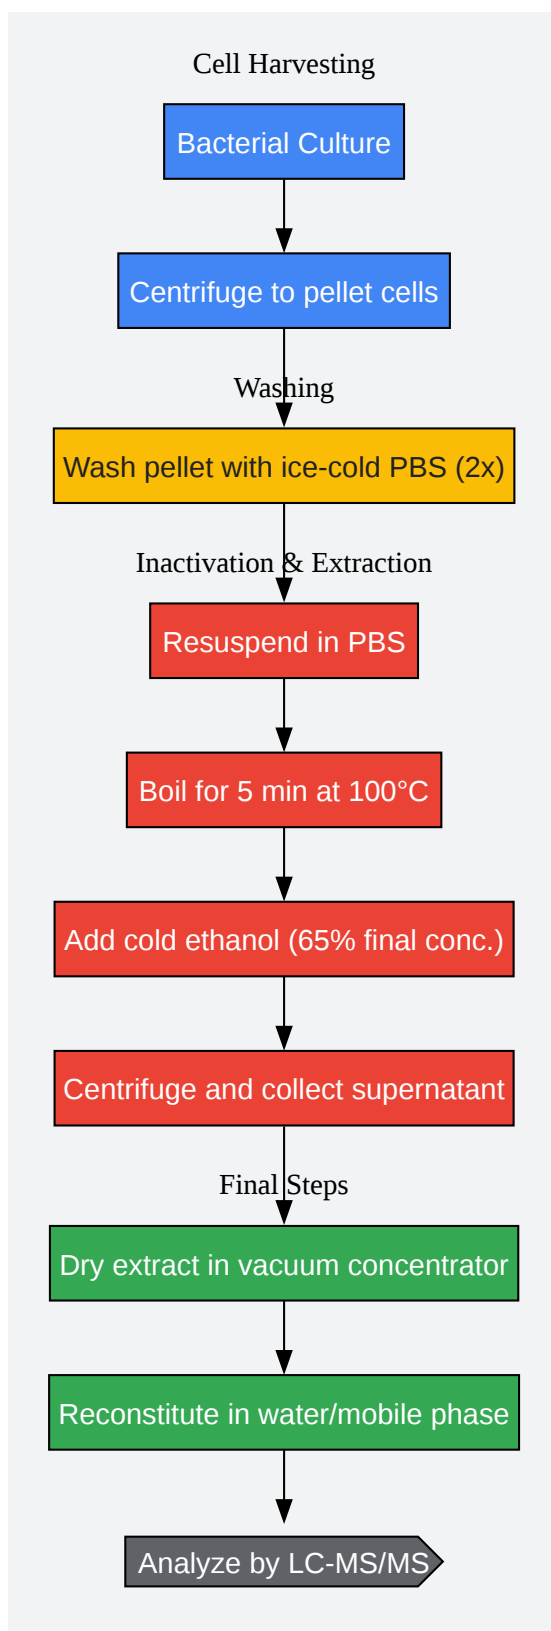 Cell Harvesting
Bacterial Culture
Centrifuge to pellet cells
Washing
Wash pellet with ice-cold PBS (2x)
Inactivation & Extraction
Resuspend in PBS
Boil for 5 min at 100°C
Add cold ethanol (65% final conc.)
Centrifuge and collect supernatant
Final Steps
Dry extract in vacuum concentrator
Reconstitute in water/mobile phase
Analyze by LC-MS/MS